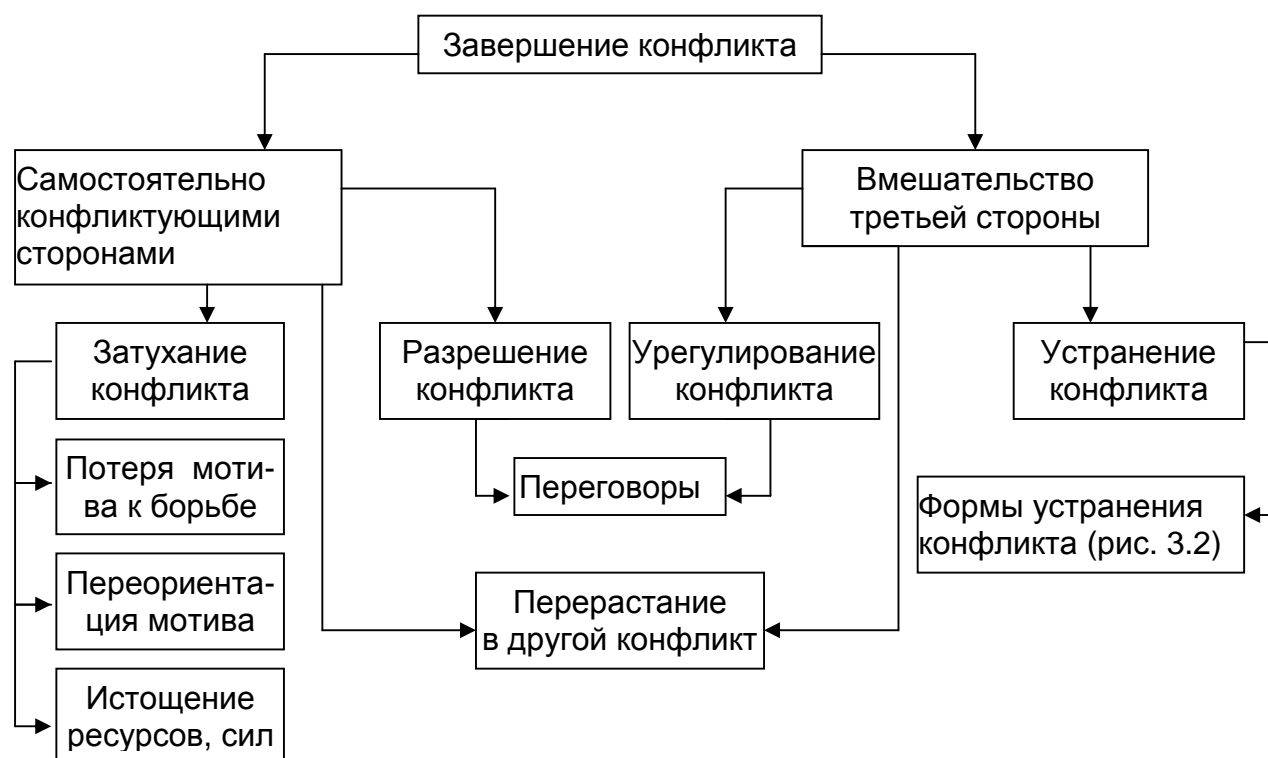 Завершение конфликта
Самостоятельно
конфликтующими
сторонами
Вмешательство
третьей стороны
Затухание
конфликта
Разрешение
конфликта
Урегулирование
конфликта
Устранение
конфликта
Потеря моти-
ва к борьбе
Переговоры
Формы устранения
конфликта (рис. 3.2)
Переориента-
ция мотива
Перерастание
в другой конфликт
Истощение
ресурсов, сил